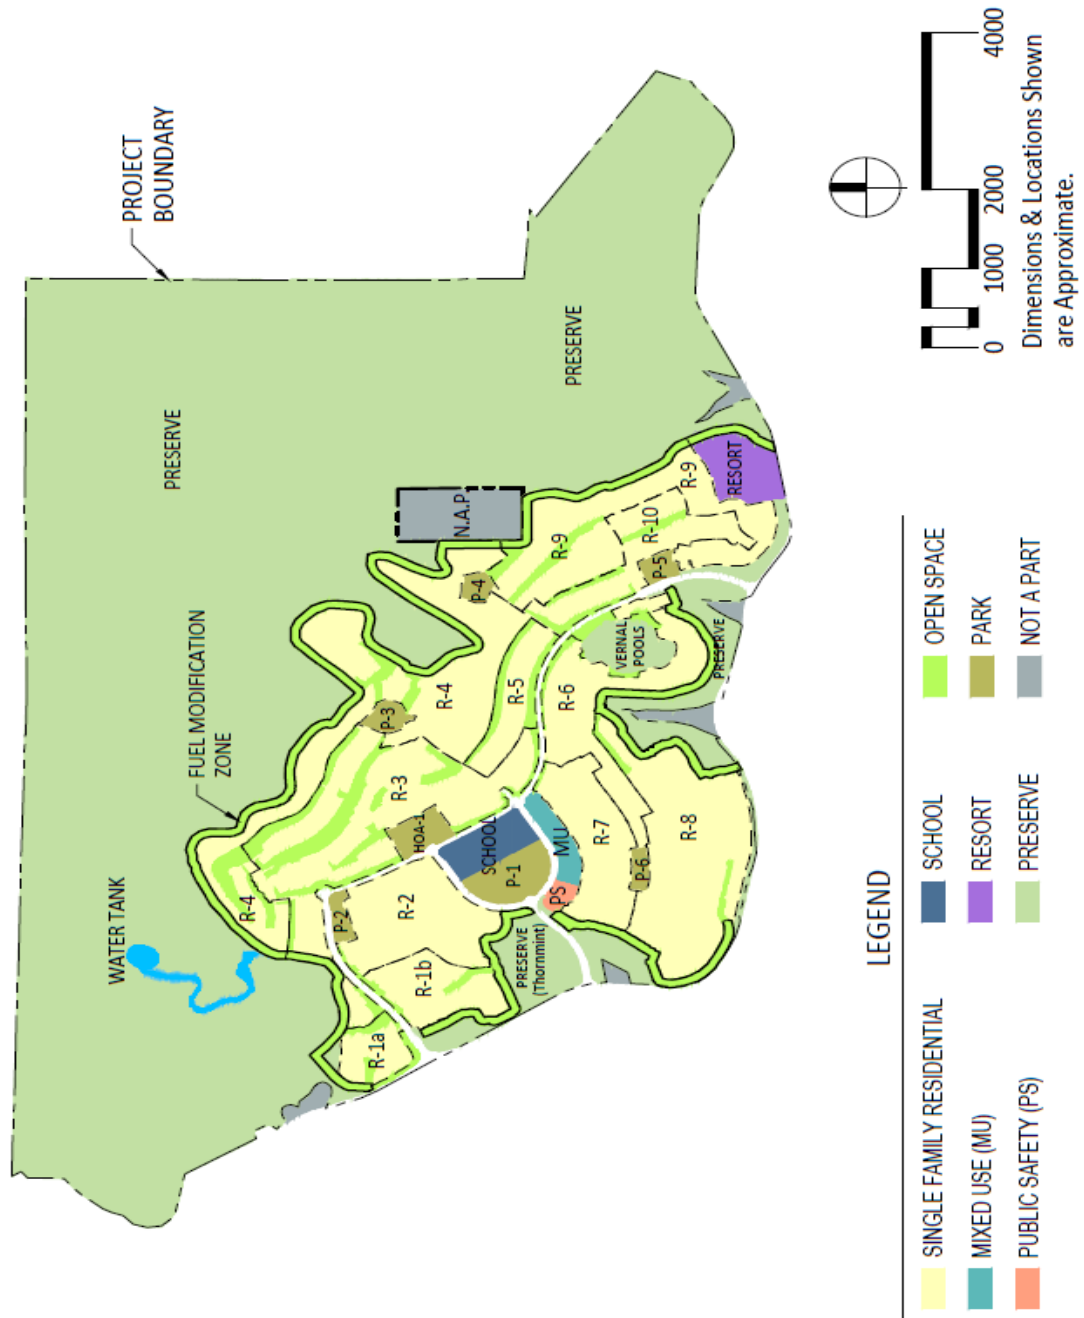 PROJECT
BOUNDARY
PRESERVE
PRESERVE
FUEL MODIFICATION
ZONE
WATER TANK
N.A.P
R-4
P-4
R-9
R-10
R-9
RESORT
P-5
P-3
R-4
R-5
R-6
VERNAL
POOLS
PRESERVE
R-3
HOA-1
SCHOOL
P-1
MU
PS
R-7
P-6
R-8
P-2
R-2
R-1b
R-1a
PRESERVE
(Thornmint)
0 1000 2000 4000
Dimensions & Locations Shown
are Approximate.
LEGEND
SINGLE FAMILY RESIDENTIAL
MIXED USE (MU)
PUBLIC SAFETY (PS)
SCHOOL
RESORT
PRESERVE
OPEN SPACE
PARK
NOT A PART